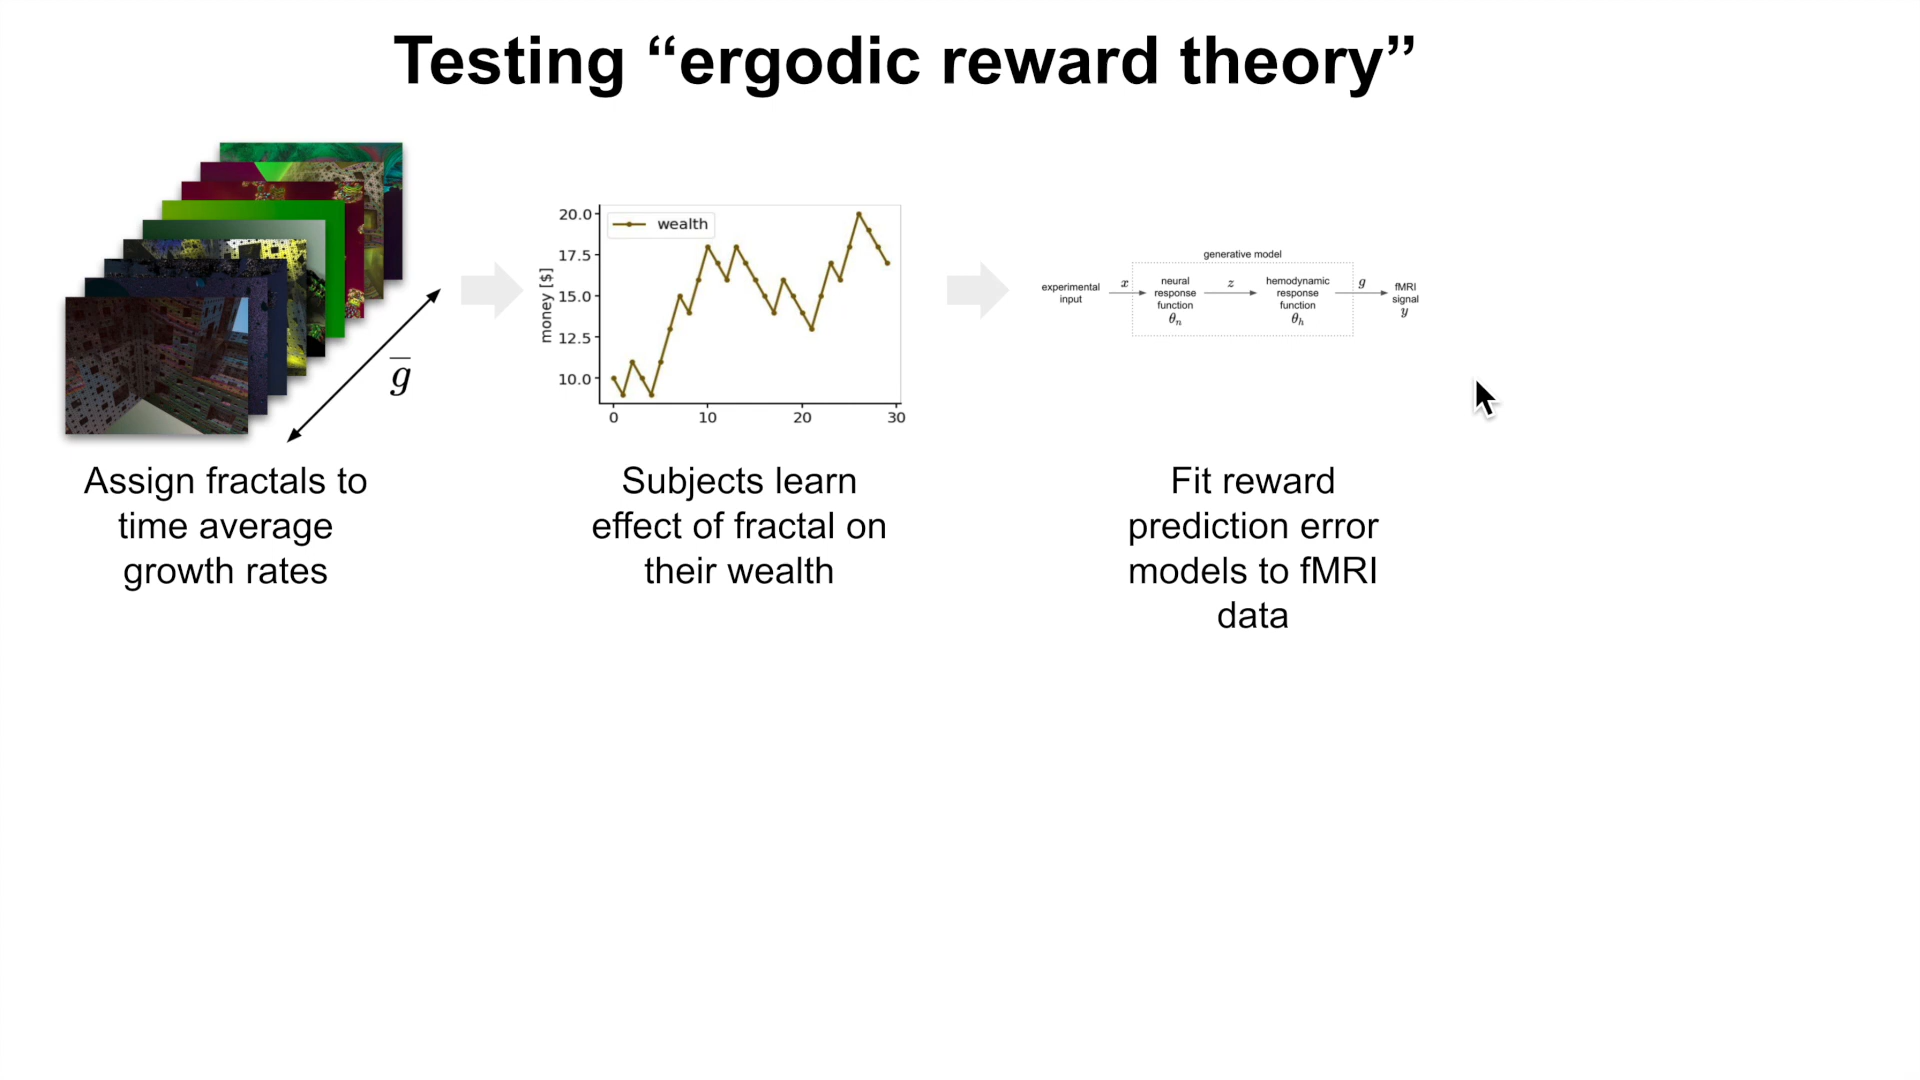 Testing “ergodic reward theory”
g
Assign fractals to
time average
growth rates
wealth
money [$]
20.0
17.5
15.0
12.5
10.0
0 10 20 30
Subjects learn
effect of fractal on
their wealth
generative model
experimental
input
x
neural
response
function
θn
z
hemodynamic
response
function
θh
g
fMRI
signal
y
Fit reward
prediction error
models to fMRI
data